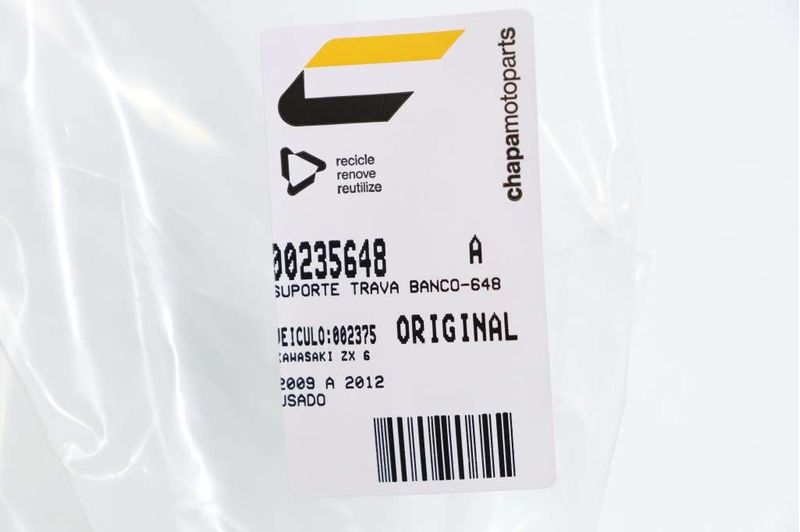 chapamotoparts
recicle
renove
reutilize
00235648 A
SUPORTE TRAVA BANCO-648
VEICULO:002375 ORIGINAL
KAWASAKI ZX 6
2009 A 2012
USADO